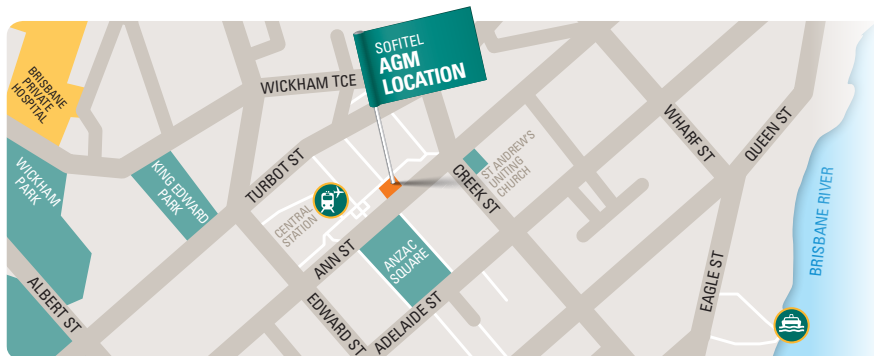 SOFITEL
AGM
LOCATION
WICKHAM TCE
BRISBANE
PRIVATE
HOSPITAL
WICKHAM
PARK
KING EDWARD
PARK
TURBOT ST
CENTRAL
STATION
ANN ST
ANZAC
SQUARE
CREEK ST
ST ANDREW'S
UNITING
CHURCH
WHARF ST
QUEEN ST
BRISBANE RIVER
EAGLE ST
ALBERT ST
EDWARD ST
ADELAIDE ST